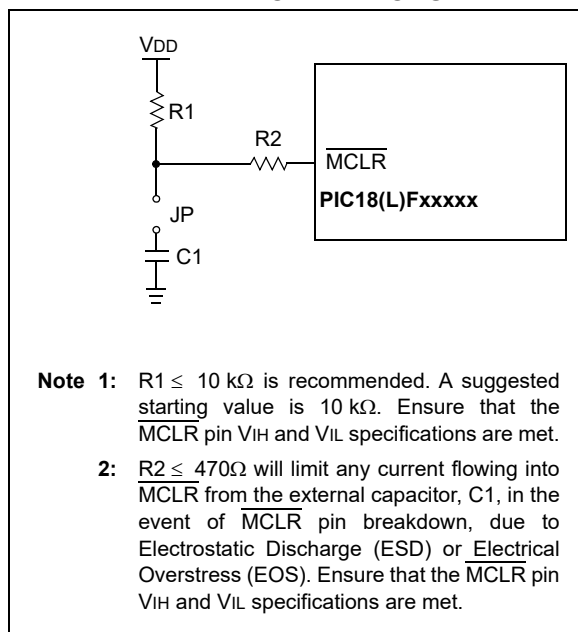 VDD
R1
R2
MCLR
PIC18(L)Fxxxxx
JP
C1
Note 1: R1 ≤ 10 kΩ is recommended. A suggested
starting value is 10 kΩ. Ensure that the
MCLR pin VIH and VIL specifications are met.
2: R2 ≤ 470Ω will limit any current flowing into
MCLR from the external capacitor, C1, in the
event of MCLR pin breakdown, due to
Electrostatic Discharge (ESD) or Electrical
Overstress (EOS). Ensure that the MCLR pin
VIH and VIL specifications are met.